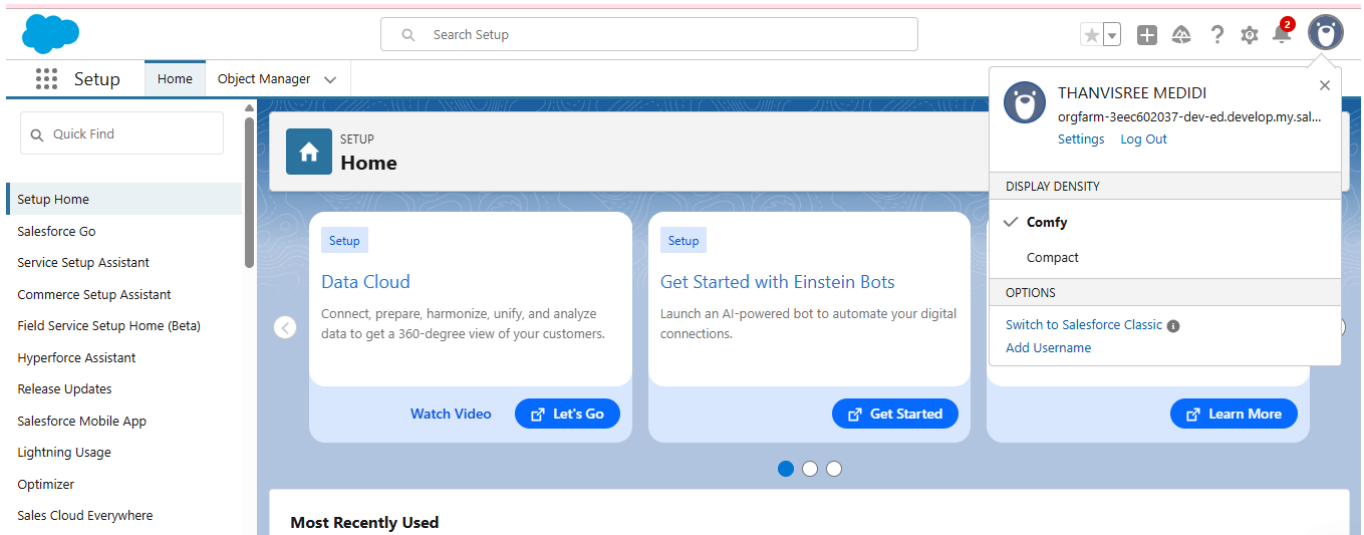 Search Setup
2
Setup
Home
Object Manager
THANVISREE MEDIDI
orgfarm-3eec602037-dev-ed.develop.my.sal...
Settings Log Out
DISPLAY DENSITY
Comfy
Compact
OPTIONS
Switch to Salesforce Classic
Add Username
Quick Find
Setup Home
Salesforce Go
Service Setup Assistant
Commerce Setup Assistant
Field Service Setup Home (Beta)
Hyperforce Assistant
Release Updates
Salesforce Mobile App
Lightning Usage
Optimizer
Sales Cloud Everywhere
SETUP
Home
Setup
Data Cloud
Connect, prepare, harmonize, unify, and analyze
data to get a 360-degree view of your customers.
Watch Video
Let's Go
Setup
Get Started with Einstein Bots
Launch an AI-powered bot to automate your digital
connections.
Get Started
Learn More
Most Recently Used